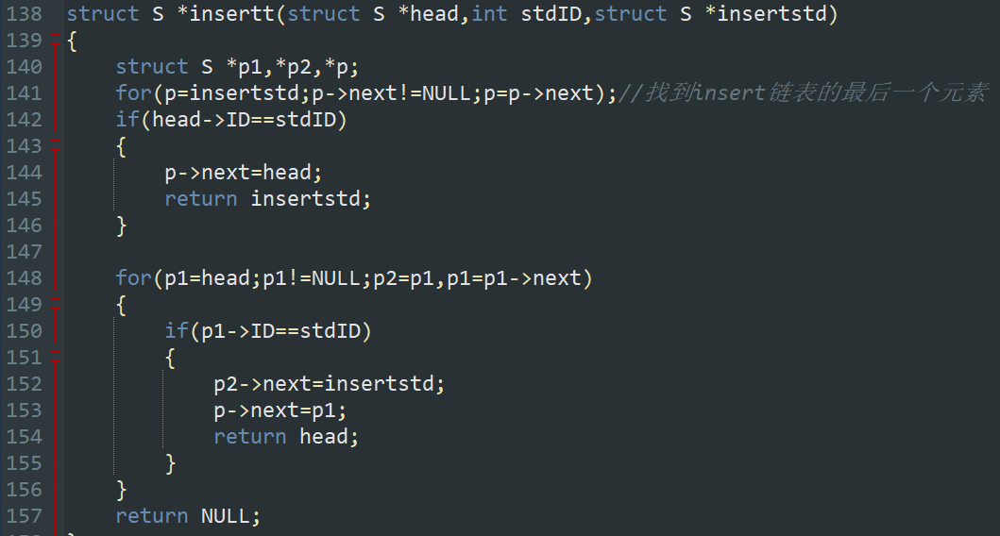 138 struct S *insertt(struct S *head,int stdID,struct S *insertstd)
139 {
140     struct S *p1,*p2,*p;
141     for(p=insertstd;p->next!=NULL;p=p->next);//找到insert链表的最后一个元素
142     if(head->ID==stdID)
143     {
144         p->next=head;
145         return insertstd;
146     }
147
148     for(p1=head;p1!=NULL;p2=p1,p1=p1->next)
149     {
150         if(p1->ID==stdID)
151         {
152             p2->next=insertstd;
153             p->next=p1;
154             return head;
155         }
156     }
157     return NULL;